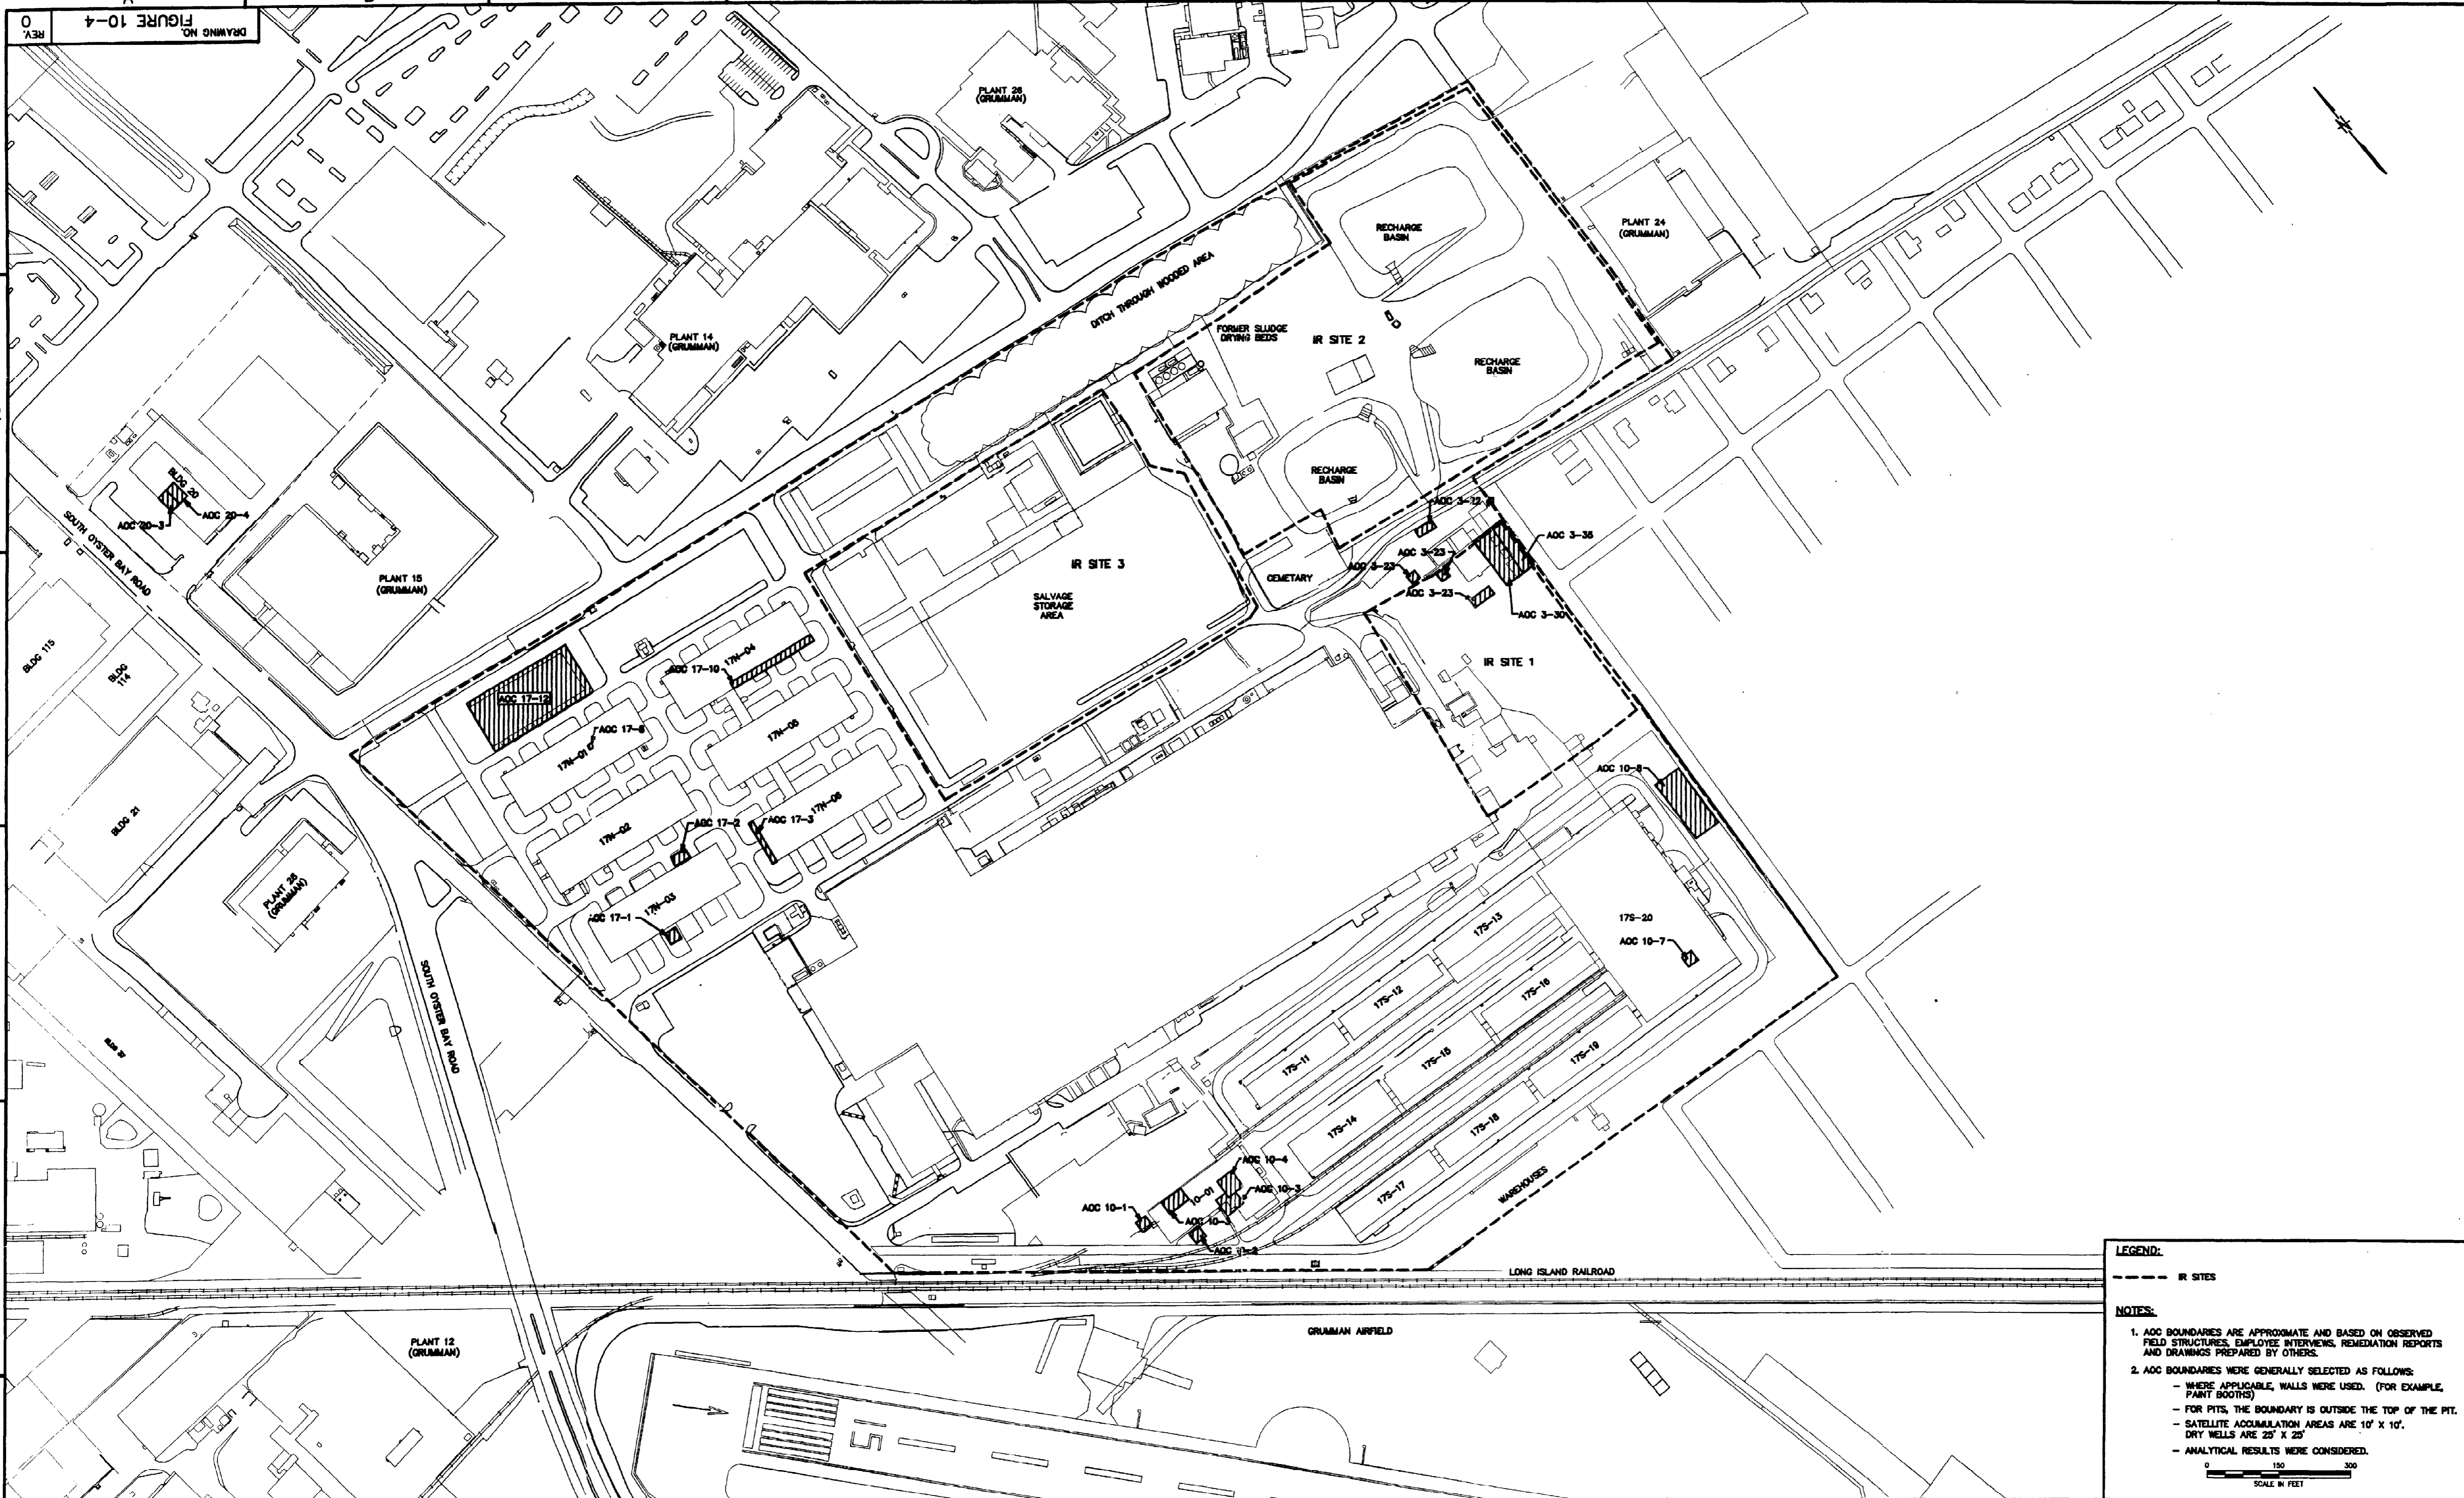 DRAWING NO.
FIGURE 10-4
REV.
0
PLANT 26
(GRUMMAN)
PLANT 24
(GRUMMAN)
RECHARGE
BASIN
DITCH THROUGH WOODED AREA
FORMER SLUDGE
DRYING BEDS
IR SITE 2
PLANT 14
(GRUMMAN)
RECHARGE
BASIN
RECHARGE
BASIN
BLDG 20
AOC 20-3
AOC 20-4
SOUTH OYSTER BAY ROAD
PLANT 15
(GRUMMAN)
IR SITE 3
SALVAGE
STORAGE
AREA
CEMETARY
AOC 3-23
AOC 3-23
AOC 3-23
AOC 3-35
AOC 3-30
IR SITE 1
BLDG 115
BLDG
114
BLDG 21
AOC 17-12
AOC 17-10
17N-04
17N-05
17N-01
17N-02
AOC 17-2
AOC 17-3
17N-06
AOC 17-1
17N-03
PLANT 28
(GRUMMAN)
SOUTH OYSTER BAY ROAD
17S-20
AOC 10-7
17S-13
17S-12
17S-16
17S-11
17S-15
17S-19
17S-14
17S-18
17S-17
WAREHOUSES
AOC 10-4
10-01
AOC 10-3
AOC 10-1
LONG ISLAND RAILROAD
PLANT 12
(GRUMMAN)
GRUMMAN AIRFIELD
15
LEGEND:
IR SITES
NOTES:
1. AOC BOUNDARIES ARE APPROXIMATE AND BASED ON OBSERVED
FIELD STRUCTURES, EMPLOYEE INTERVIEWS, REMEDIATION REPORTS
AND DRAWINGS PREPARED BY OTHERS.
2. AOC BOUNDARIES WERE GENERALLY SELECTED AS FOLLOWS:
- WHERE APPLICABLE, WALLS WERE USED. (FOR EXAMPLE,
PAINT BOOTHS)
- FOR PITS, THE BOUNDARY IS OUTSIDE THE TOP OF THE PIT.
- SATELLITE ACCUMULATION AREAS ARE 10' X 10'.
DRY WELLS ARE 25' X 25'
- ANALYTICAL RESULTS WERE CONSIDERED.
0 150 300
SCALE IN FEET